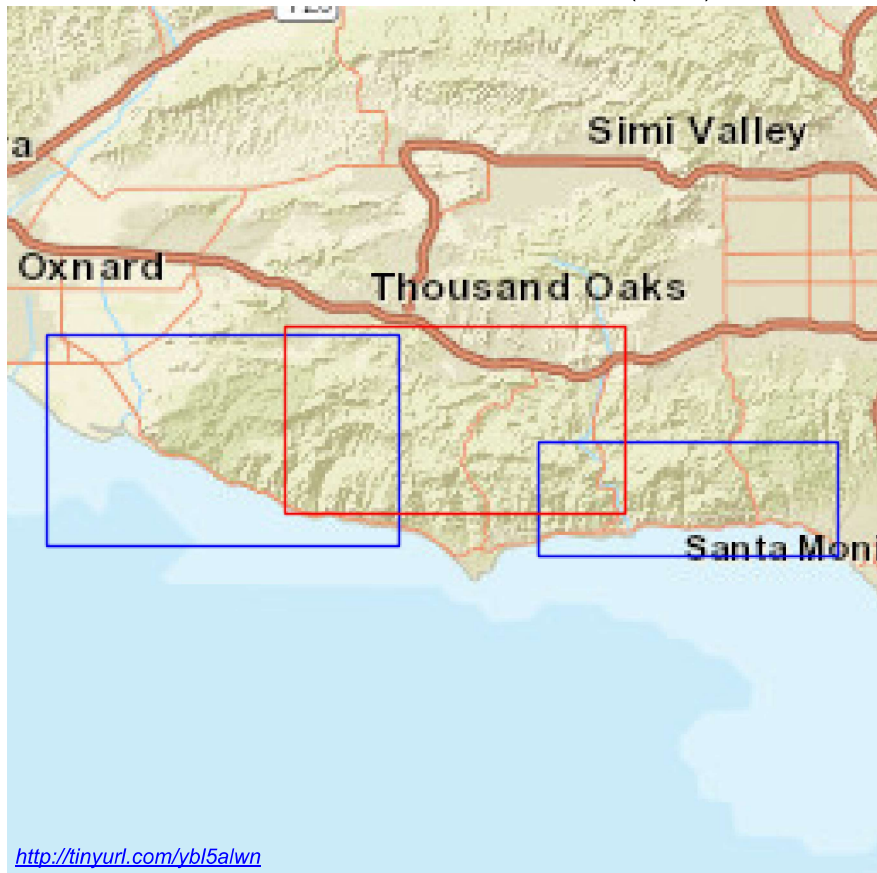 Simi Valley
Oxnard
Thousand Oaks
Santa Moni
http://tinyurl.com/ybl5alwn